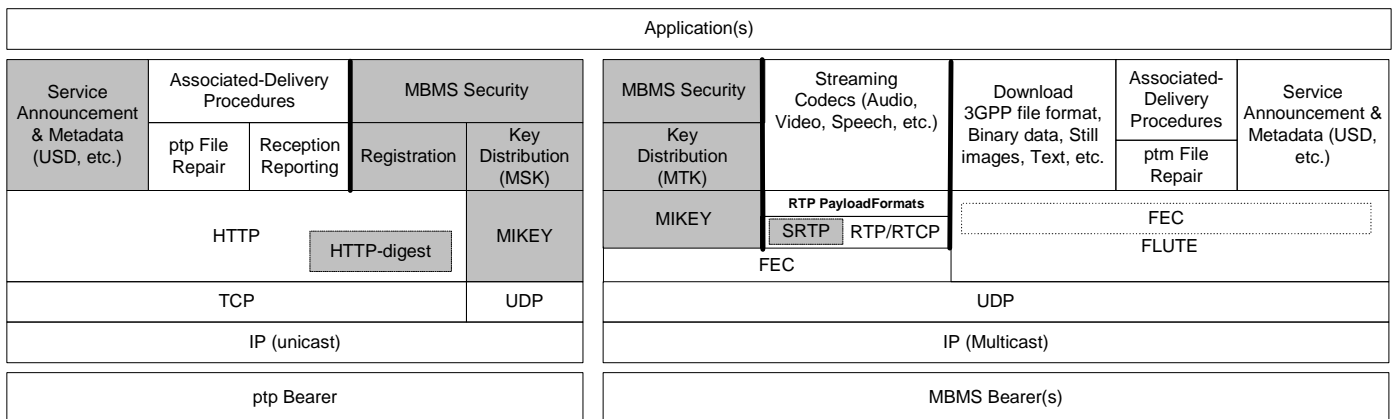 Application(s)
Service
Announcement
& Metadata
(USD, etc.)
Associated-Delivery
Procedures
ptp File
Repair
Reception
Reporting
MBMS Security
Registration
Key
Distribution
(MSK)
HTTP
HTTP-digest
MIKEY
TCP
UDP
IP (unicast)
ptp Bearer
MBMS Security
Key
Distribution
(MTK)
MIKEY
Streaming
Codecs (Audio,
Video, Speech, etc.)
RTP PayloadFormats
SRTP
RTP/RTCP
FEC
Download
3GPP file format,
Binary data, Still
images, Text, etc.
Associated-
Delivery
Procedures
ptm File
Repair
Service
Announcement &
Metadata (USD,
etc.)
FEC
FLUTE
UDP
IP (Multicast)
MBMS Bearer(s)